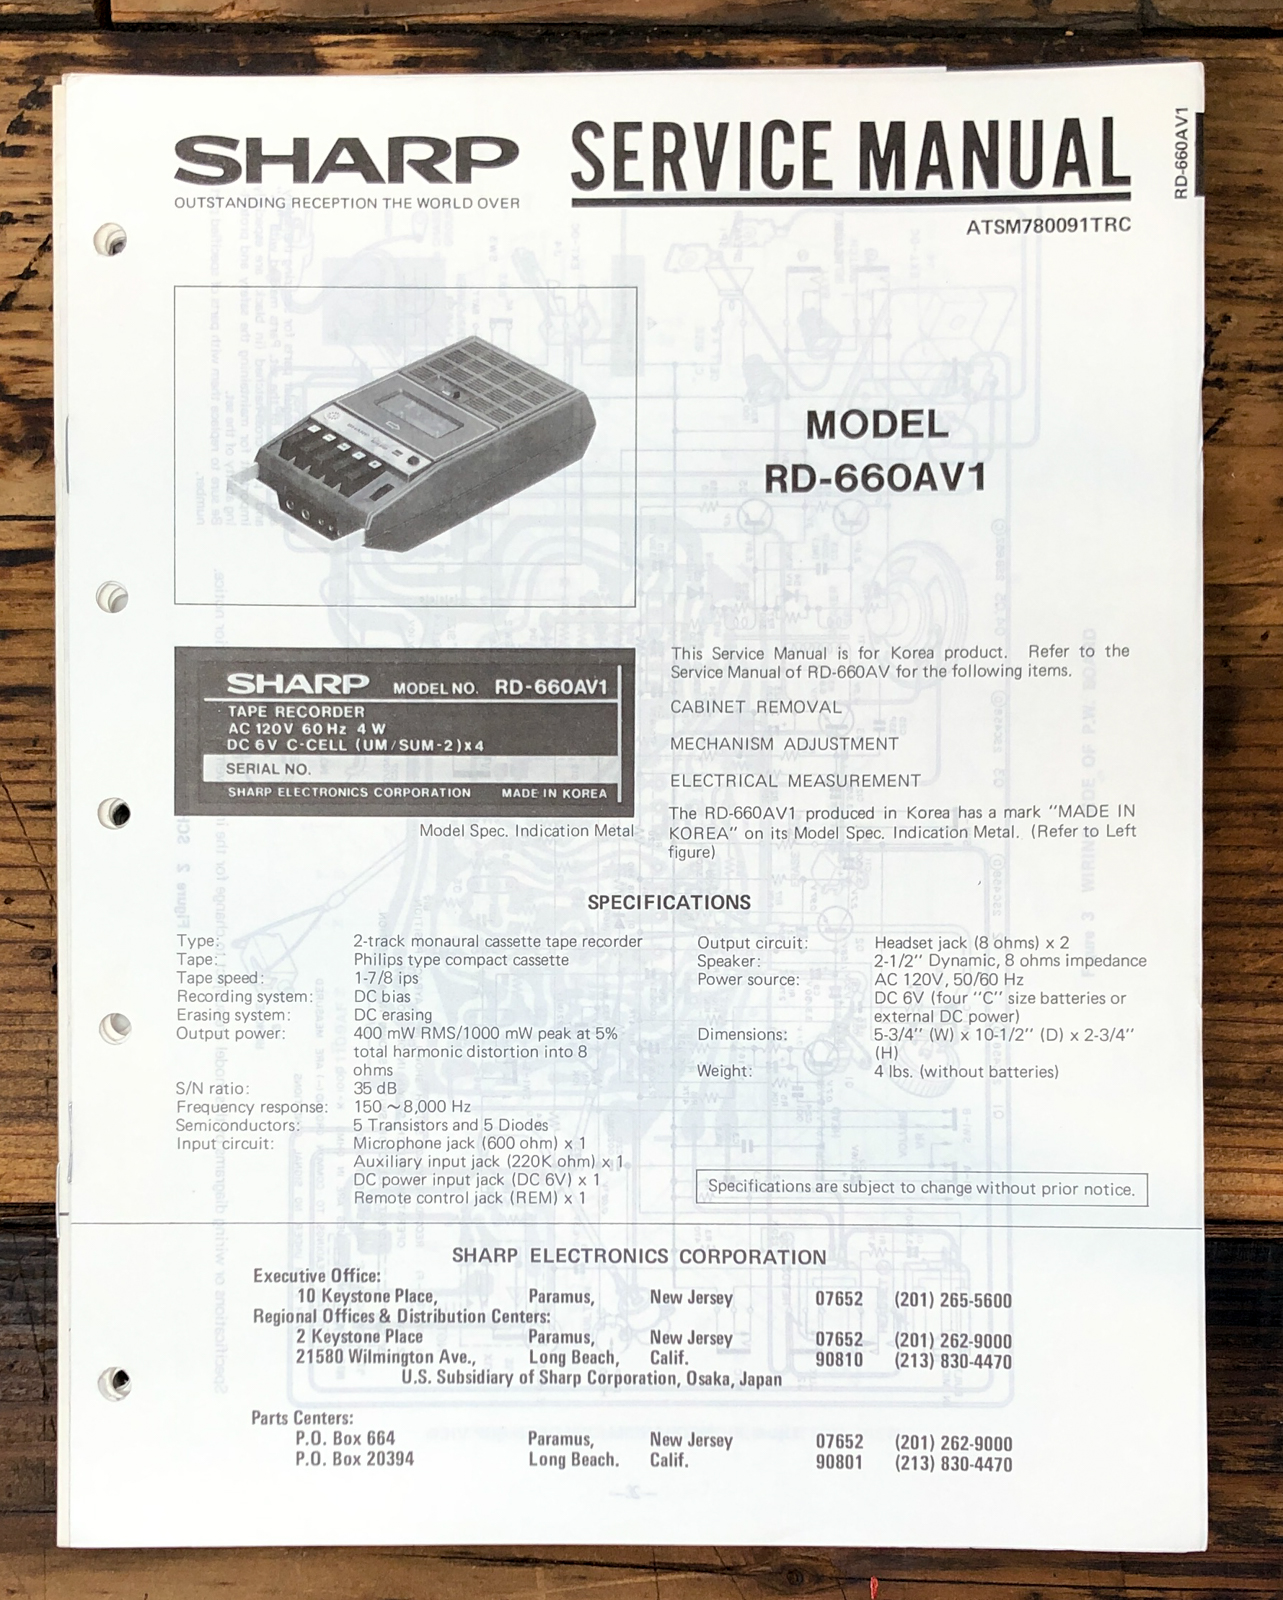 SHARP SERVICE MANUAL
OUTSTANDING RECEPTION THE WORLD OVER
ATSM780091TRC
RD-660AV1
MODEL
RD-660AV1
SHARP MODEL NO. RD-660AV1
TAPE RECORDER
AC 120V 60Hz 4 W
DC 6V C-CELL (UM/SUM-2)x4
SERIAL NO.
SHARP ELECTRONICS CORPORATION MADE IN KOREA
Model Spec. Indication Metal
This Service Manual is for Korea product. Refer to the
Service Manual of RD-660AV for the following items.
CABINET REMOVAL
MECHANISM ADJUSTMENT
ELECTRICAL MEASUREMENT
The RD-660AV1 produced in Korea has a mark "MADE IN
KOREA" on its Model Spec. Indication Metal. (Refer to Left
figure)
SPECIFICATIONS
Type: 2-track monaural cassette tape recorder
Tape: Philips type compact cassette
Tape speed: 1-7/8 ips
Recording system: DC bias
Erasing system: DC erasing
Output power: 400 mW RMS/1000 mW peak at 5%
total harmonic distortion into 8
ohms
S/N ratio: 35 dB
Frequency response: 150 ~ 8,000 Hz
Semiconductors: 5 Transistors and 5 Diodes
Input circuit: Microphone jack (600 ohm) x 1
Auxiliary input jack (220K ohm) x 1
DC power input jack (DC 6V) x 1
Remote control jack (REM) x 1
Output circuit: Headset jack (8 ohms) x 2
Speaker: 2-1/2" Dynamic, 8 ohms impedance
Power source: AC 120V, 50/60 Hz
DC 6V (four "C" size batteries or
external DC power)
Dimensions: 5-3/4" (W) x 10-1/2" (D) x 2-3/4"
(H)
Weight: 4 lbs. (without batteries)
Specifications are subject to change without prior notice.
SHARP ELECTRONICS CORPORATION
Executive Office:
10 Keystone Place, Paramus, New Jersey 07652 (201) 265-5600
Regional Offices & Distribution Centers:
2 Keystone Place Paramus, New Jersey 07652 (201) 262-9000
21580 Wilmington Ave., Long Beach, Calif. 90810 (213) 830-4470
U.S. Subsidiary of Sharp Corporation, Osaka, Japan
Parts Centers:
P.O. Box 664 Paramus, New Jersey 07652 (201) 262-9000
P.O. Box 20394 Long Beach. Calif. 90801 (213) 830-4470